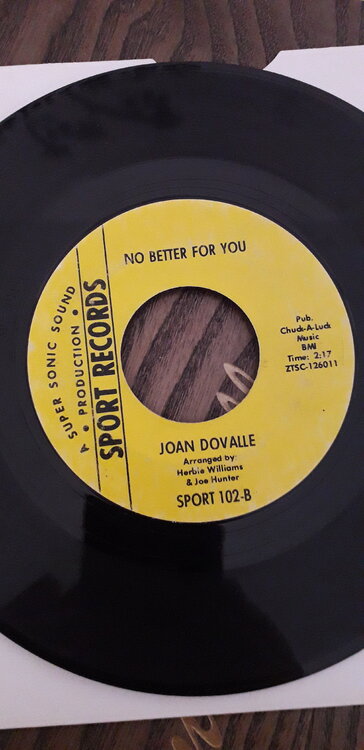 NO BETTER FOR YOU
A SUPER SONIC SOUND
• PRODUCTION •
SPORT RECORDS
Pub.
Chuck-A-Luck
Music
BMI
Time: 2:17
ZTSC-126011
JOAN DOVALLE
Arranged by:
Herbie Williams
& Joe Hunter
SPORT 102-B